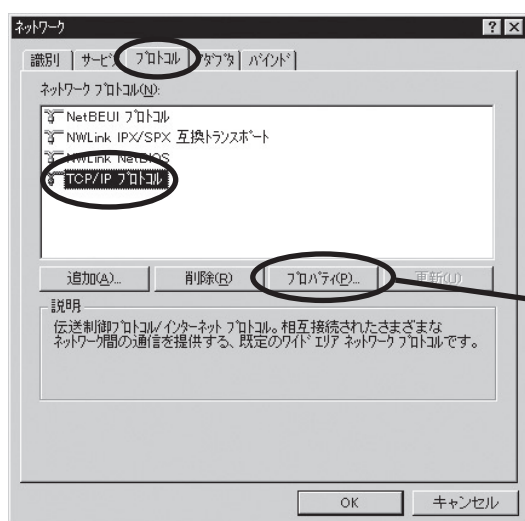 ネットワーク
識別 サービス プロトコル アダプタ バインド
ネットワーク プロトコル(N):
NetBEUI プロトコル
NWLink IPX/SPX 互換トランスポート
NWLink NetBIOS
TCP/IP プロトコル
追加(A)... 削除(R) プロパティ(P)... 更新(U)
説明
伝送制御プロトコル/インターネット プロトコル。相互接続されたさまざまな
ネットワーク間の通信を提供する、既定のワイド エリア ネットワーク プロトコルです。
OK キャンセル